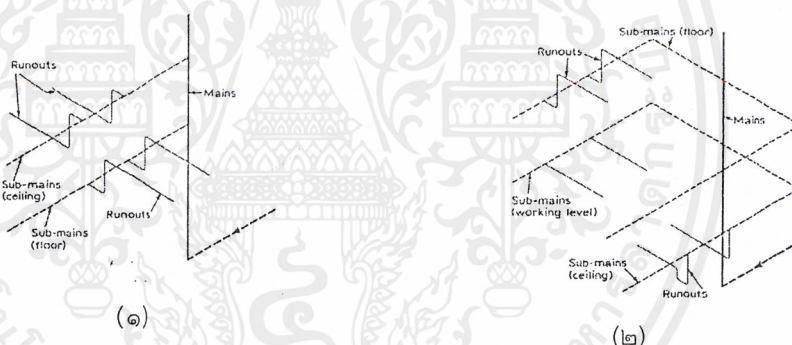 Runouts
Mains
Sub-mains
(ceiling)
Runouts
Sub-mains
(floor)
(๑)
Sub-mains (floor)
Runouts
Mains
Sub-mains
(working level)
Sub-mains
(ceiling)
Runouts
(๒)